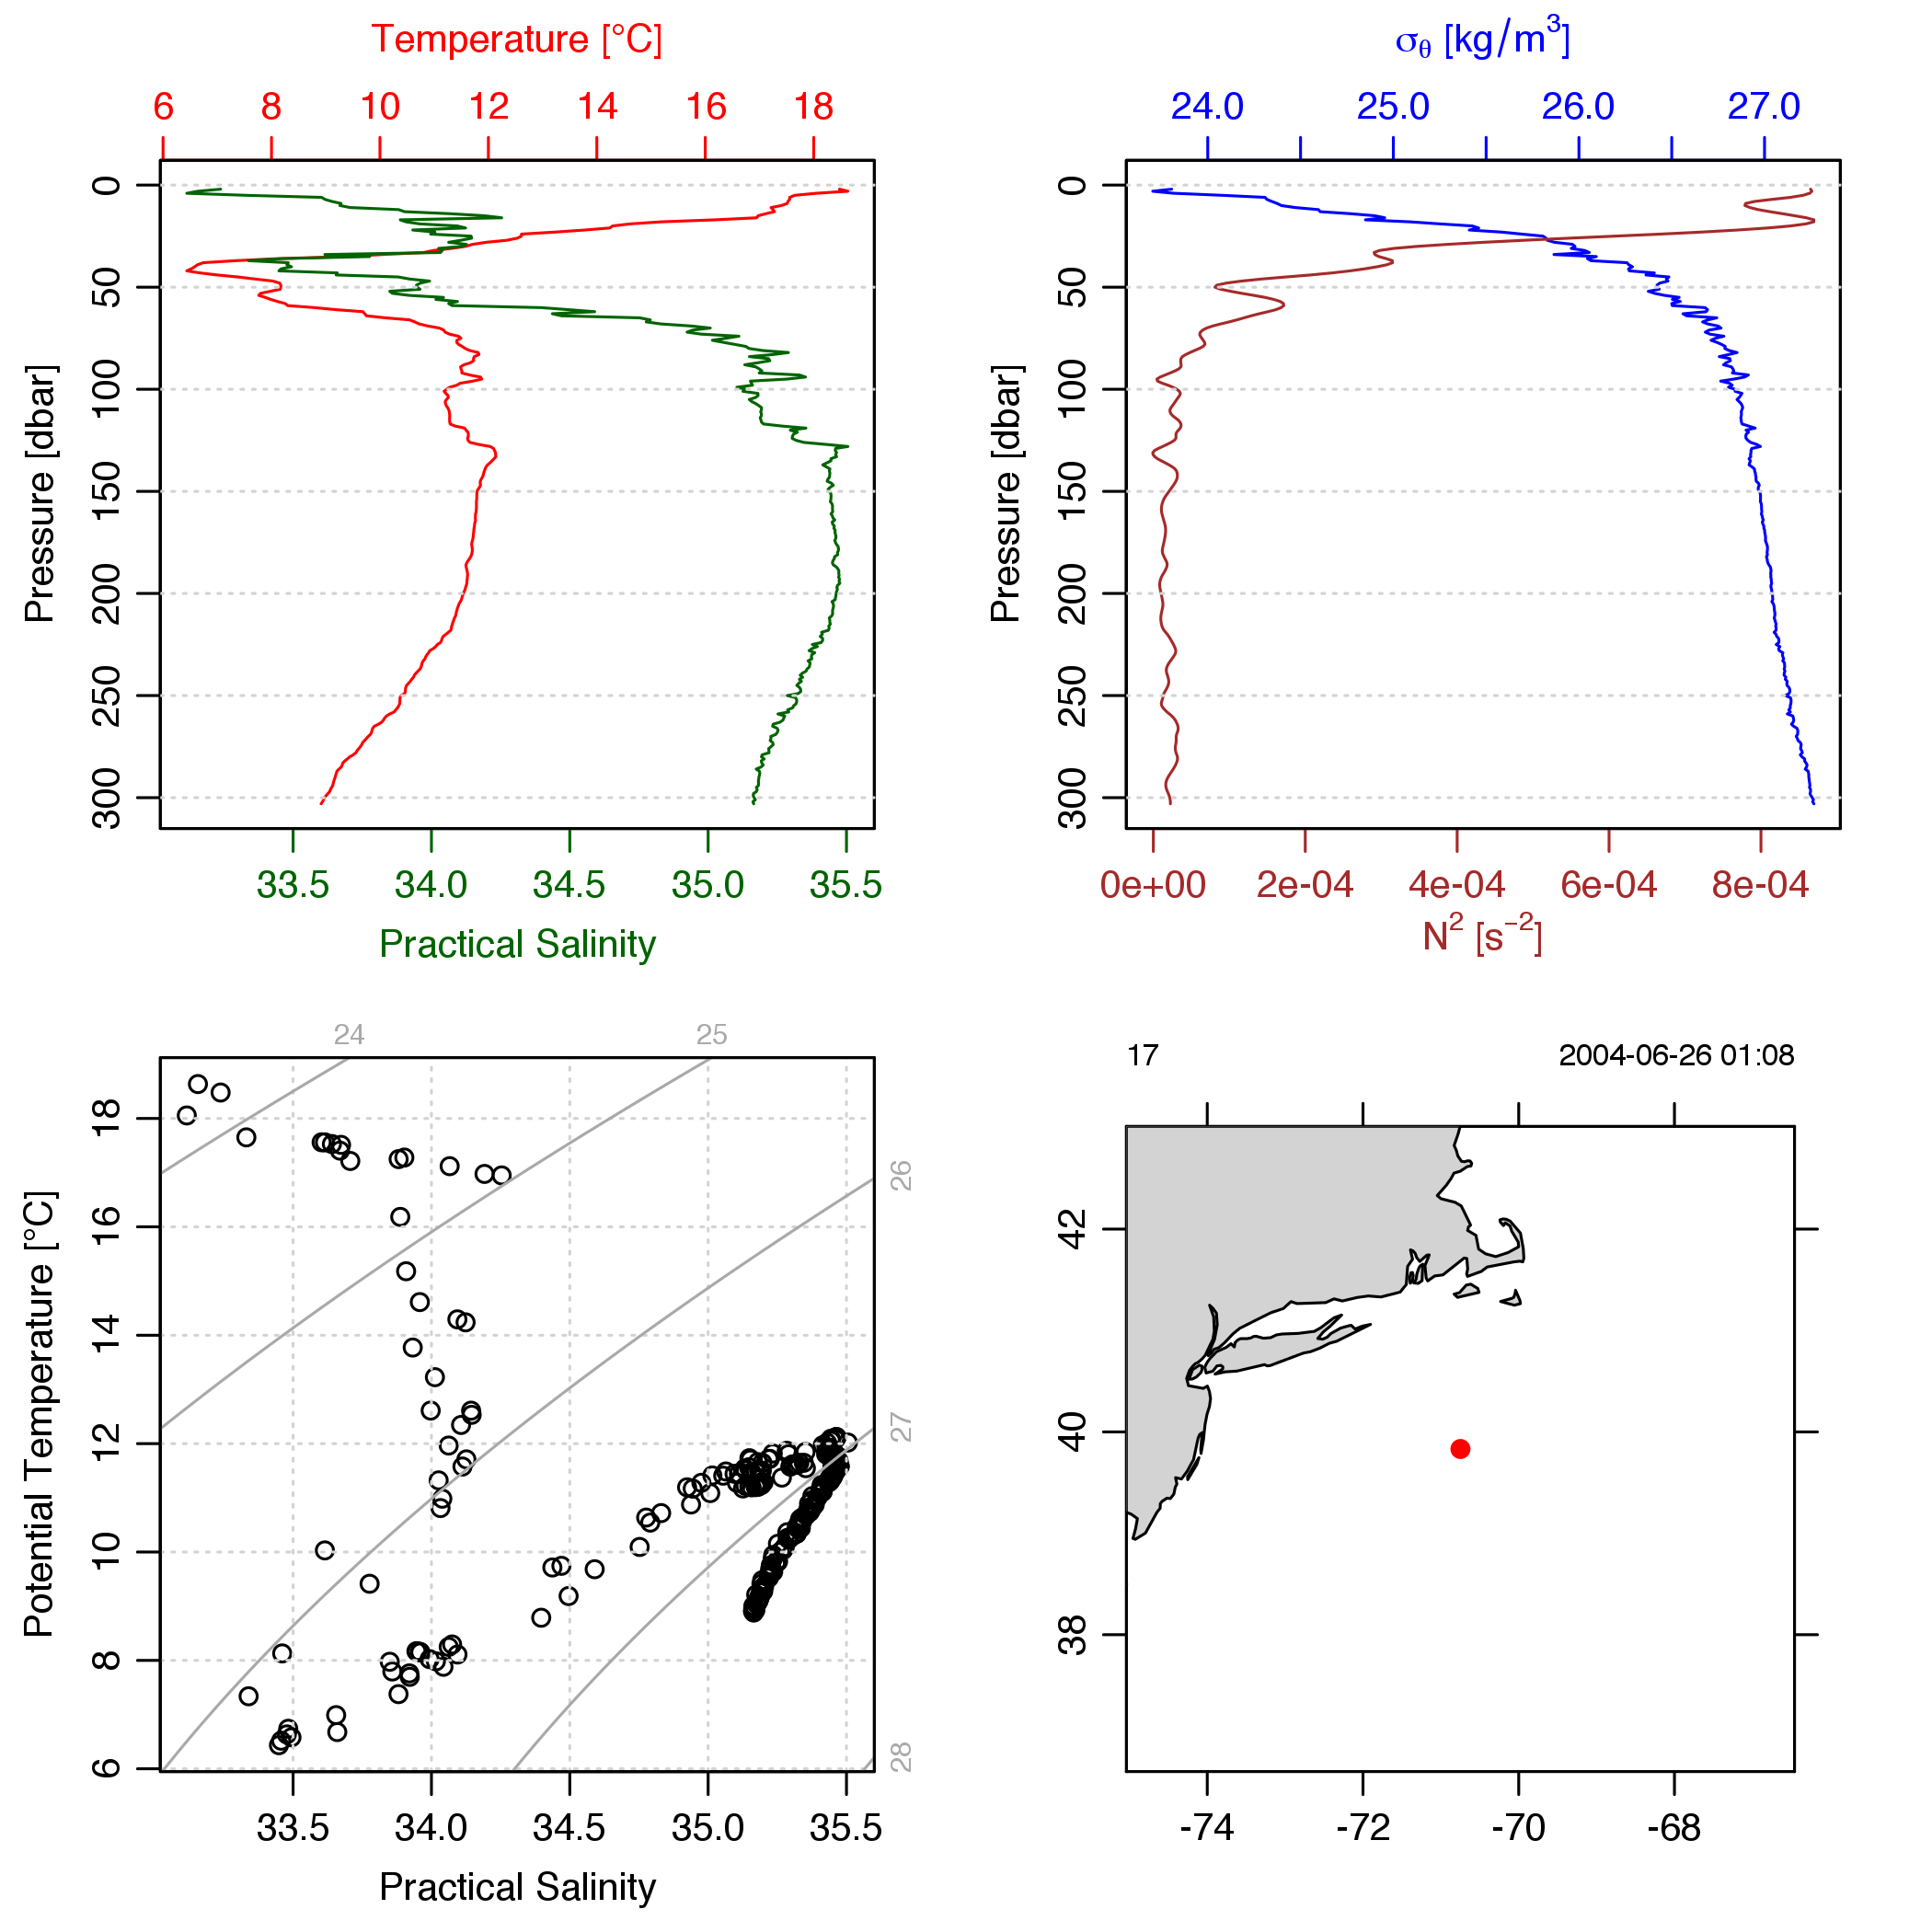 Temperature [°C]
6 8 10 12 14 16 18
0
50
100
150
200
250
300
Pressure [dbar]
33.5 34.0 34.5 35.0 35.5
Practical Salinity
σθ [kg/m³]
24.0 25.0 26.0 27.0
0
50
100
150
200
250
300
Pressure [dbar]
0e+00 2e-04 4e-04 6e-04 8e-04
N² [s⁻²]
24 25
26
27
28
18
16
14
12
10
8
6
Potential Temperature [°C]
33.5 34.0 34.5 35.0 35.5
Practical Salinity
17 2004-06-26 01:08
42
40
38
-74 -72 -70 -68